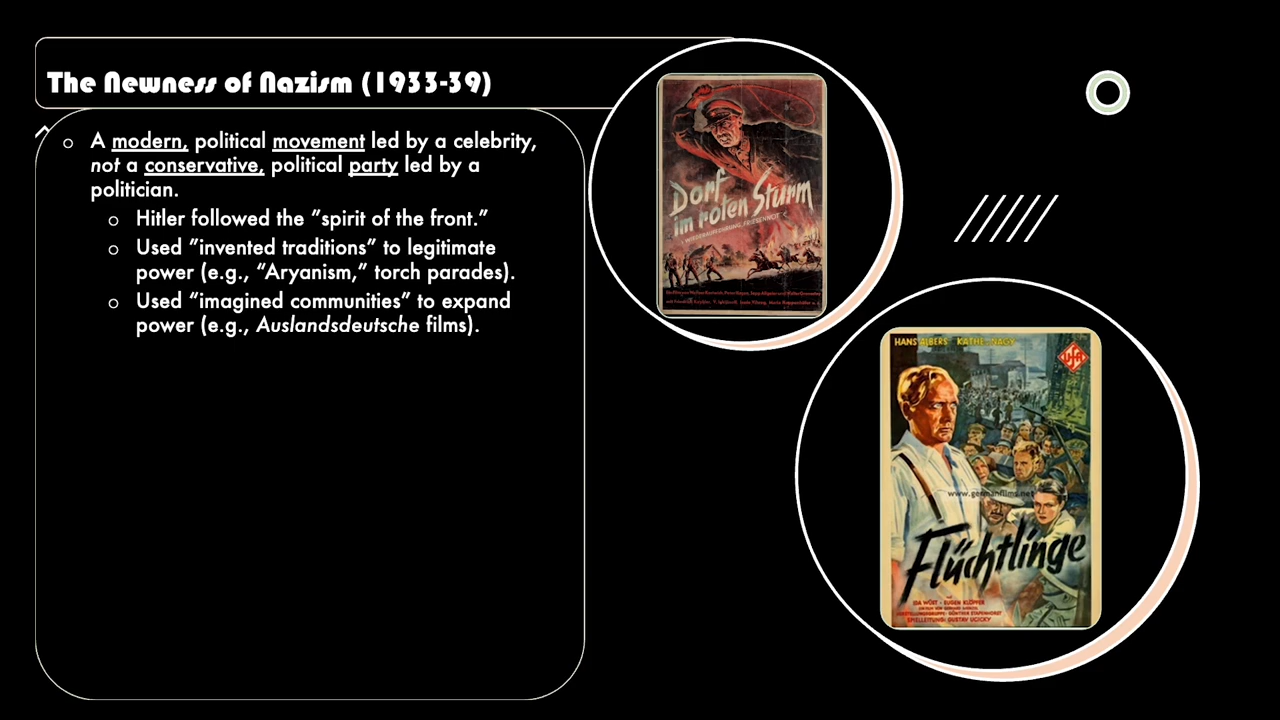 The Newness of Nazism (1933-39)
A modern, political movement led by a celebrity,
not a conservative, political party led by a
politician.
Hitler followed the "spirit of the front."
Used "invented traditions" to legitimate
power (e.g., "Aryanism," torch parades).
Used "imagined communities" to expand
power (e.g., Auslandsdeutsche films).
Dorf
im roten Sturm
HANS ALBERS KÄTHE NAGY
UFA
www.germanfilms.net
Flüchtlinge
IDA WÜST - EUGEN KLÖPFER
SPIELLEITUNG: GUSTAV UCICKY